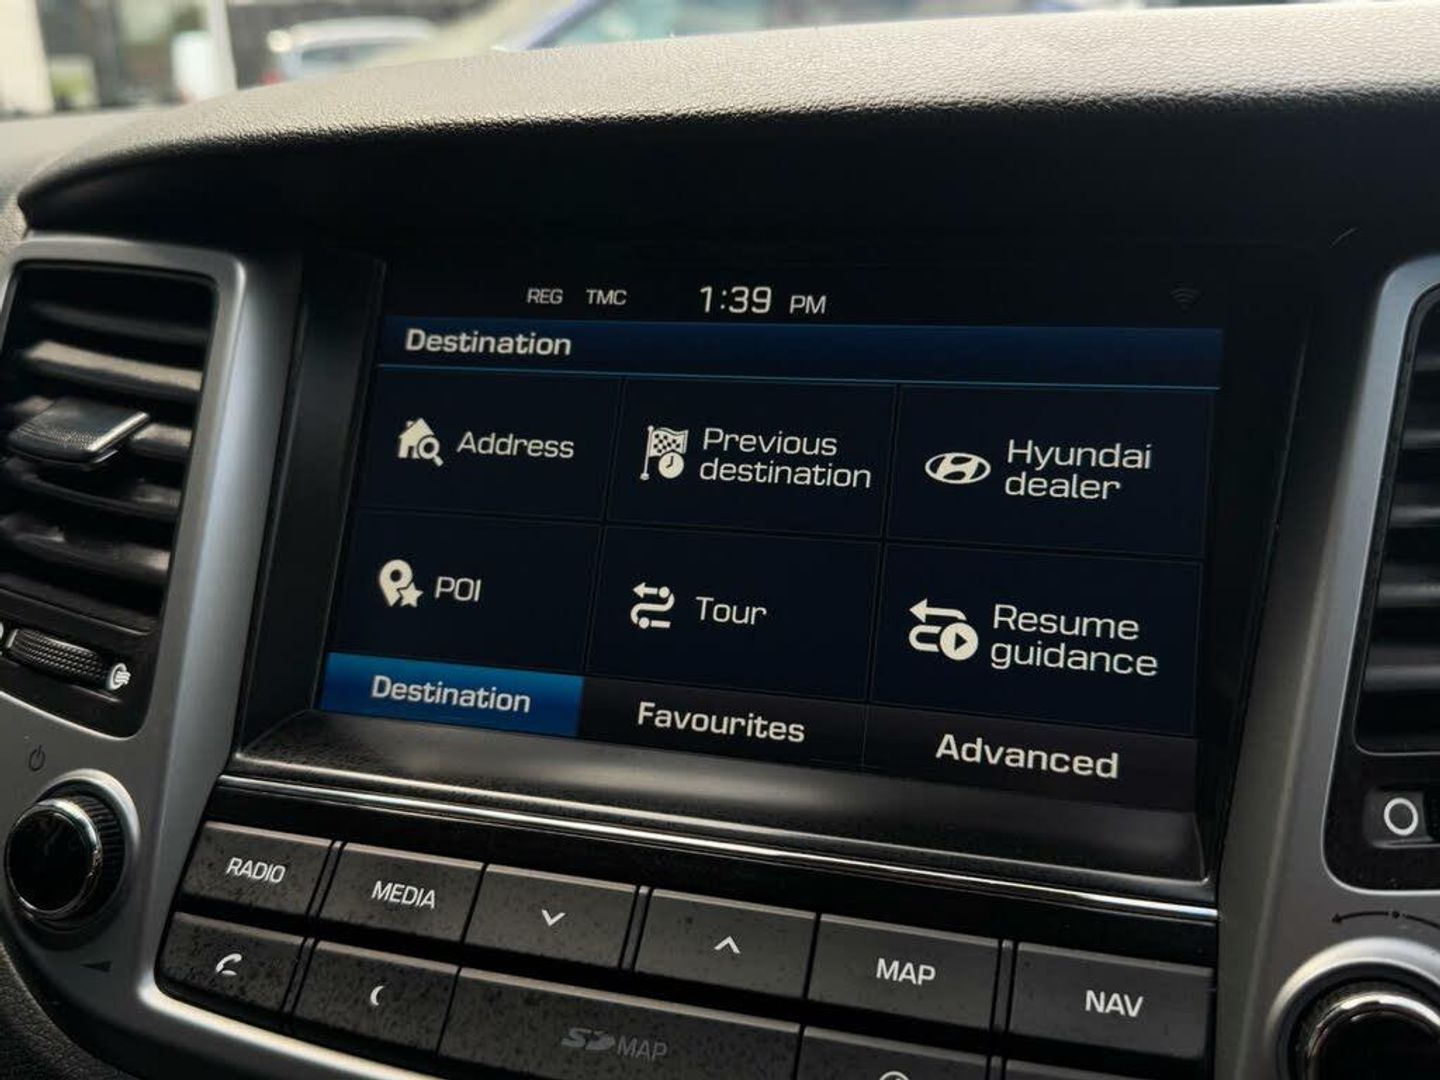 REG TMC 1:39 PM
Destination
Address
Previous
destination
Hyundai
dealer
POI
Tour
Resume
guidance
Destination Favourites Advanced
RADIO MEDIA MAP NAV
SD MAP